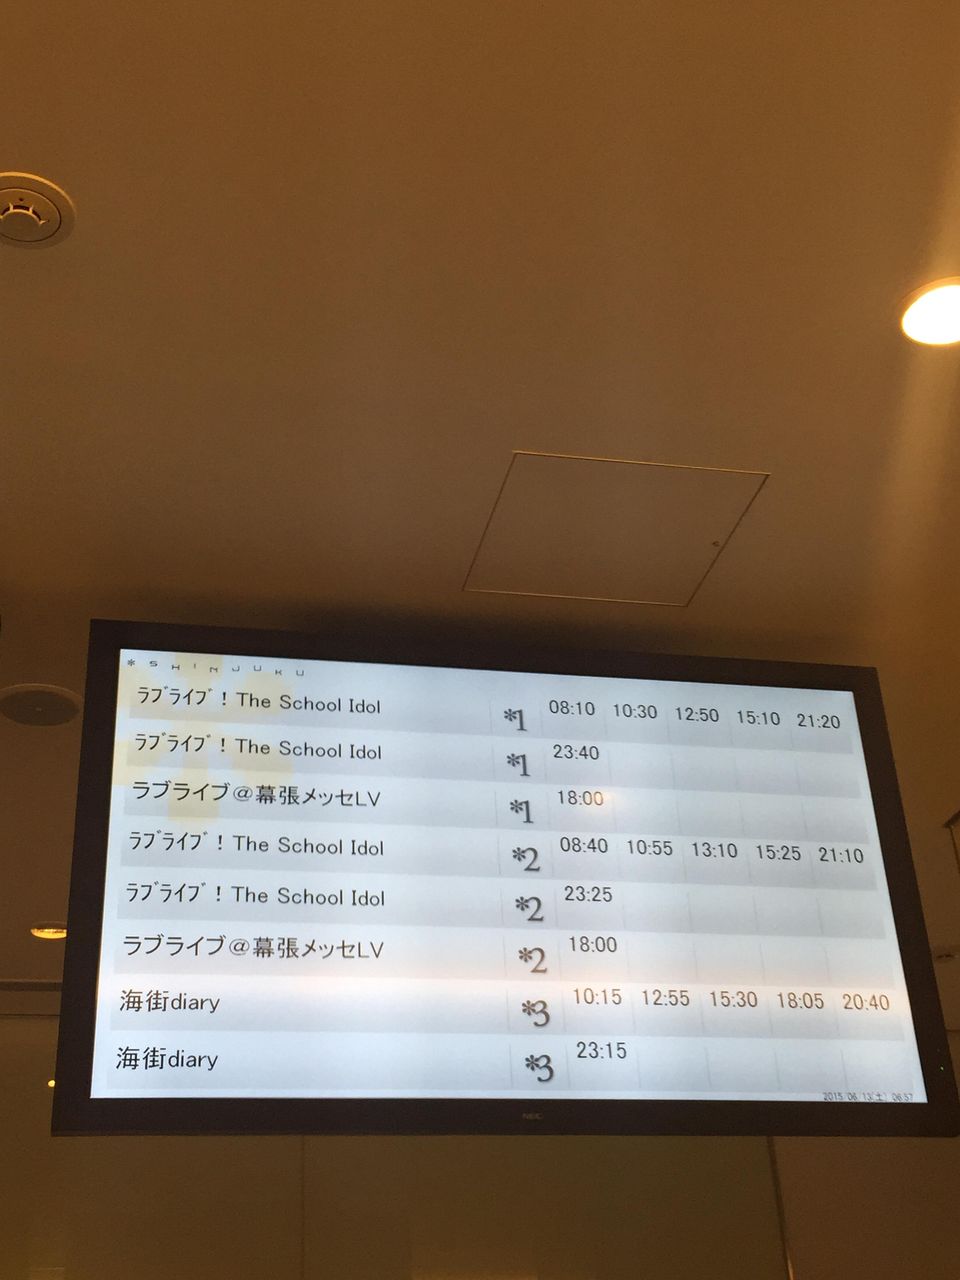 * SHINJUKU
ﾗﾌﾞﾗｲﾌﾞ！The School Idol *1 08:10 10:30 12:50 15:10 21:20
ﾗﾌﾞﾗｲﾌﾞ！The School Idol *1 23:40
ラブライブ＠幕張メッセLV *1 18:00
ﾗﾌﾞﾗｲﾌﾞ！The School Idol *2 08:40 10:55 13:10 15:25 21:10
ﾗﾌﾞﾗｲﾌﾞ！The School Idol *2 23:25
ラブライブ＠幕張メッセLV *2 18:00
海街diary *3 10:15 12:55 15:30 18:05 20:40
海街diary *3 23:15
2015.06.13(土) 06:57
NEC